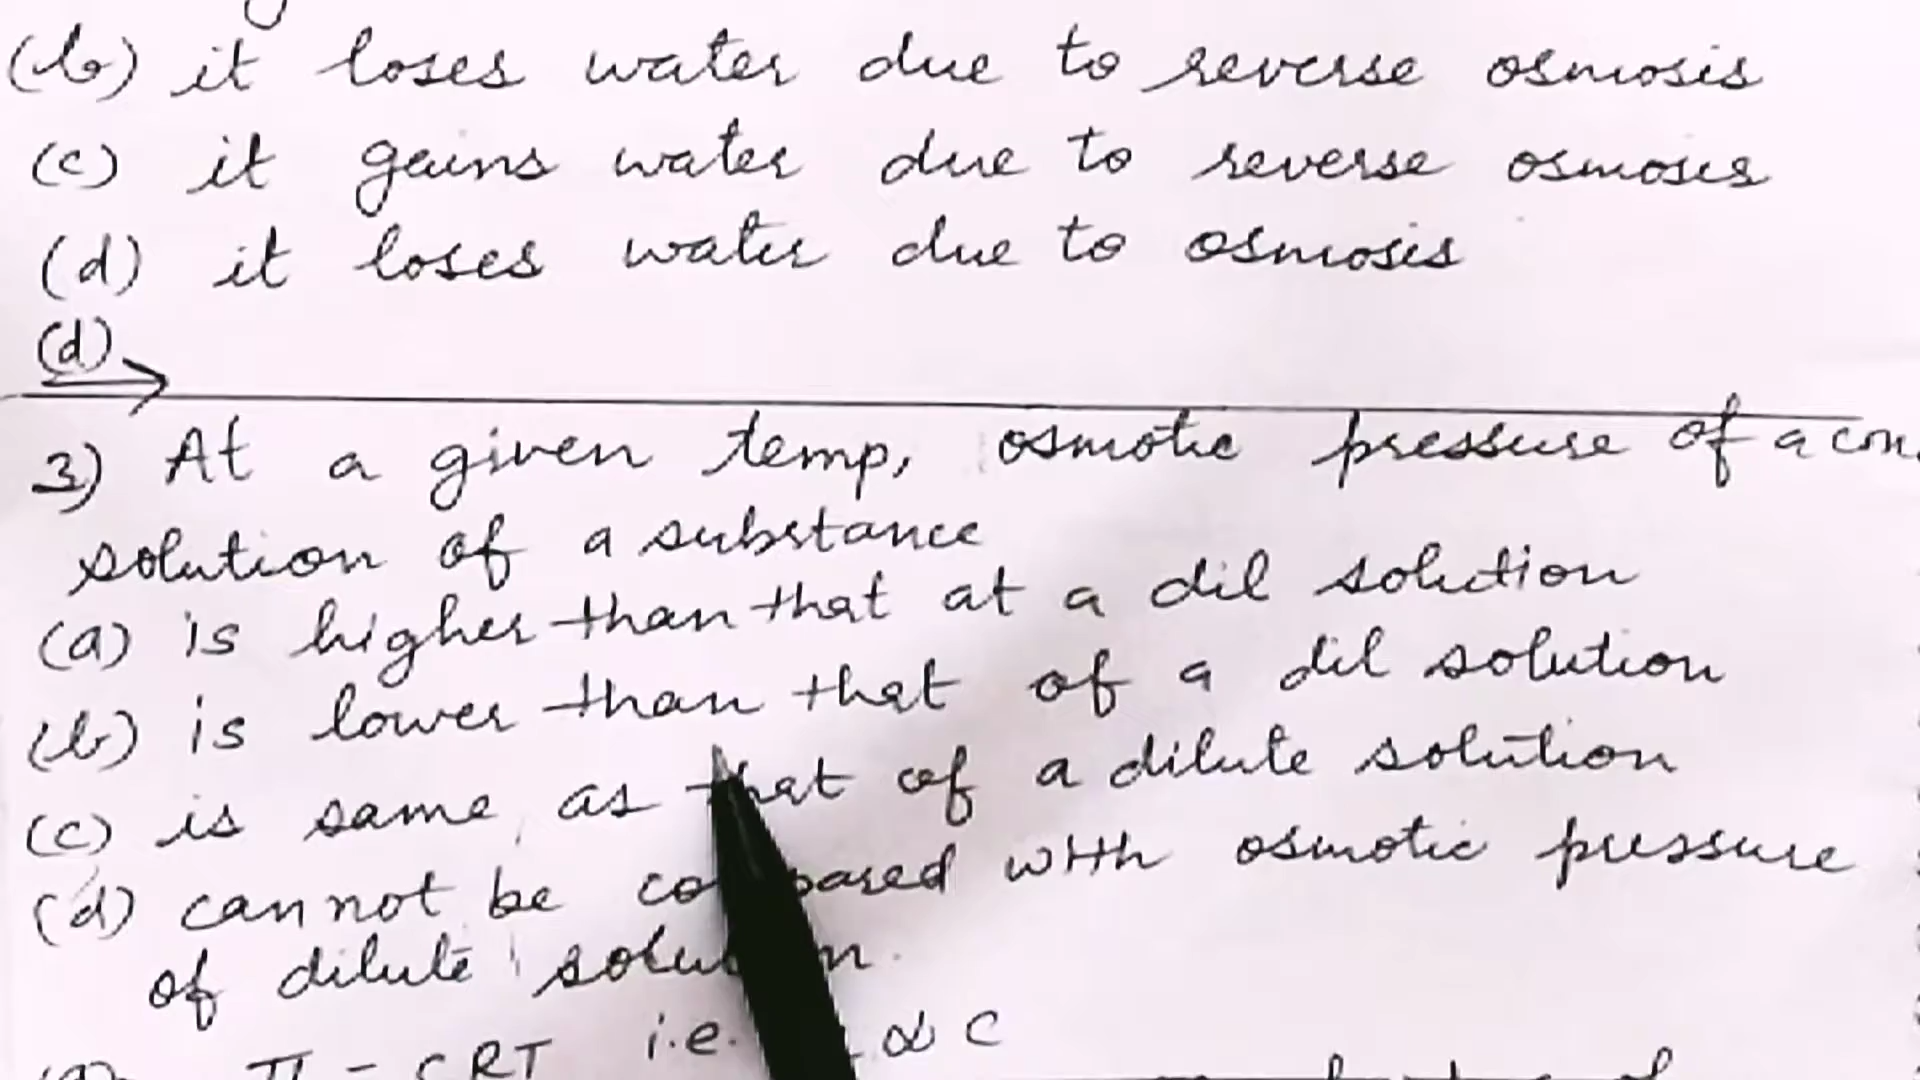 (b) it loses water due to reverse osmosis
(c) it gains water due to reverse osmosis
(d) it loses water due to osmosis
(d)
3) At a given temp, osmotic pressure of a con.
solution of a substance
(a) is higher than that at a dil solution
(b) is lower than that of a dil solution
(c) is same as that of a dilute solution
(d) cannot be compared with osmotic pressure
of dilute solution.
π = CRT i.e. ∝ C